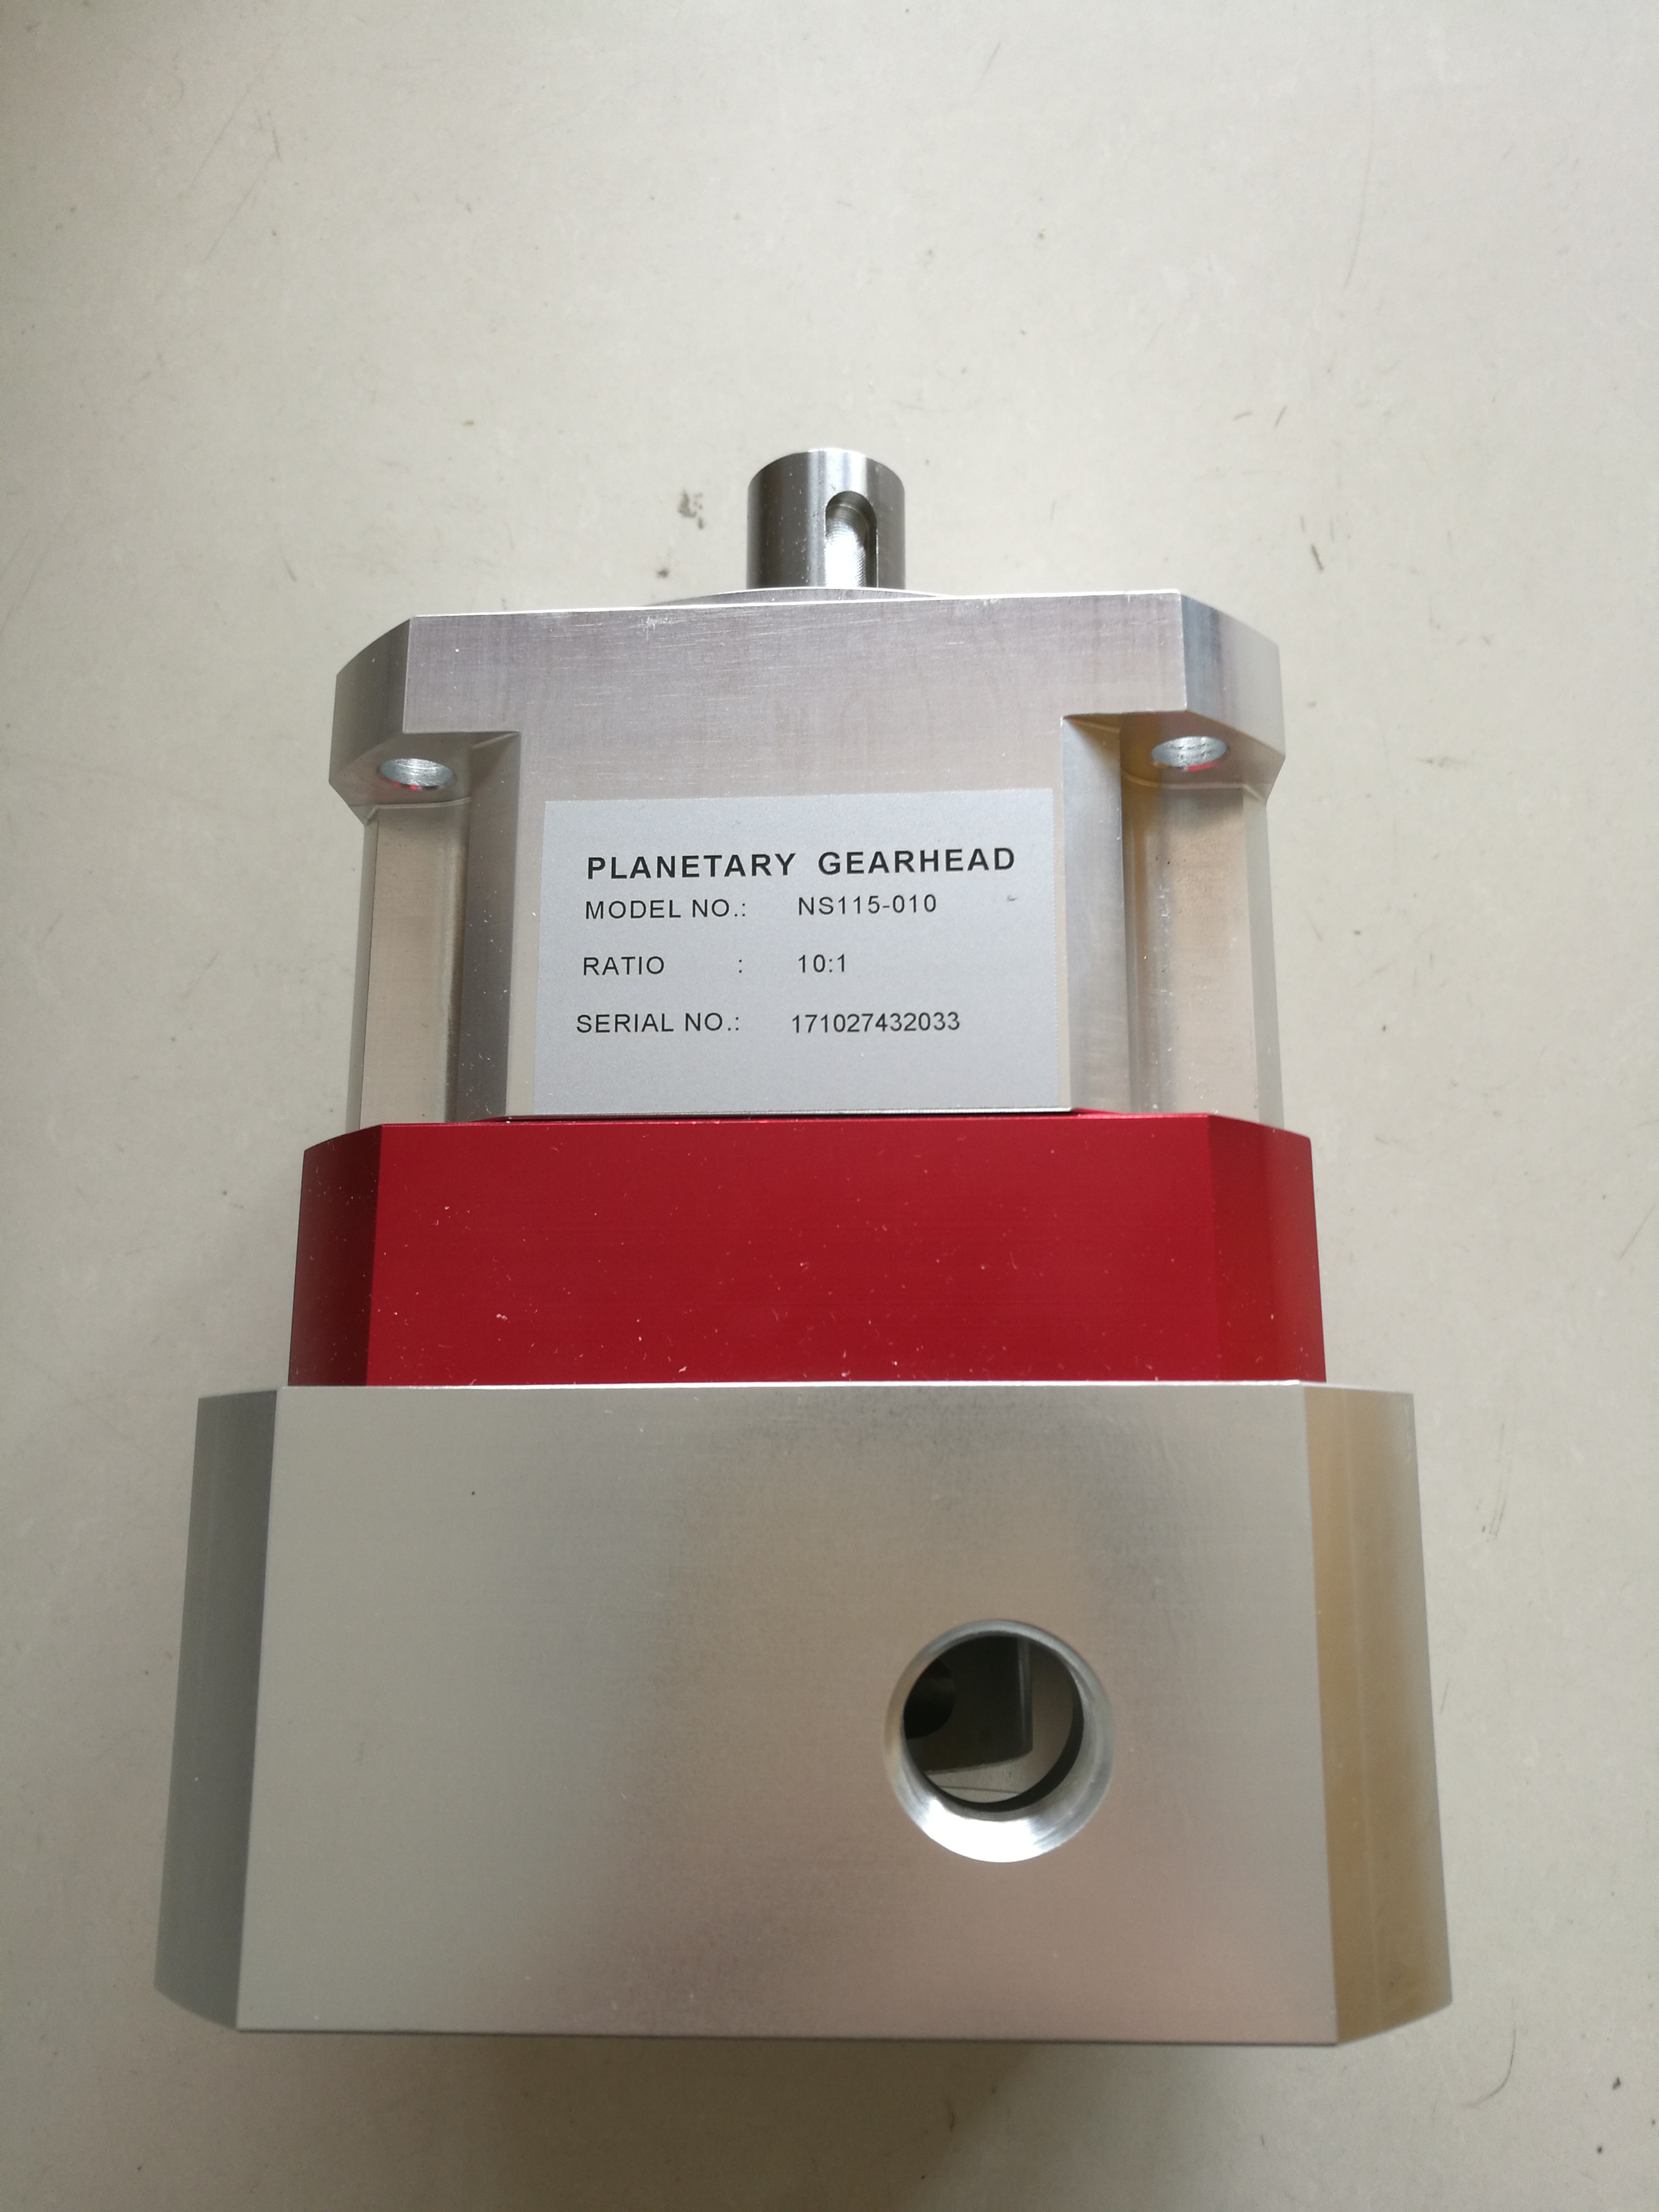 PLANETARY GEARHEAD
MODEL NO.: NS115-010
RATIO : 10:1
SERIAL NO.: 171027432033